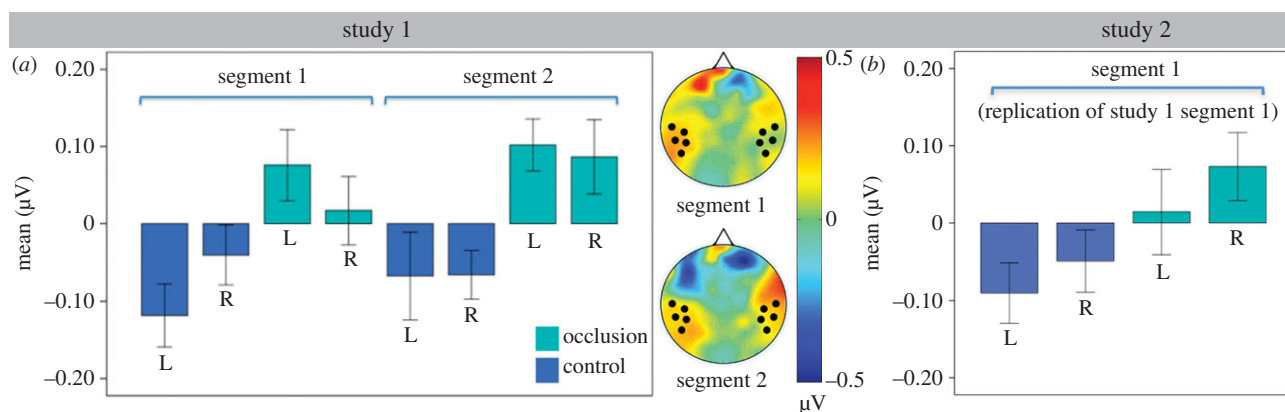 study 1
study 2
(a)
0.20
0.10
0
–0.10
–0.20
mean (µV)
segment 1
segment 2
L
R
L
R
L
R
L
R
occlusion
control
segment 1
segment 2
0.5
0
–0.5
µV
(b)
0.20
0.10
0
–0.10
–0.20
mean (µV)
segment 1
(replication of study 1 segment 1)
L
R
L
R